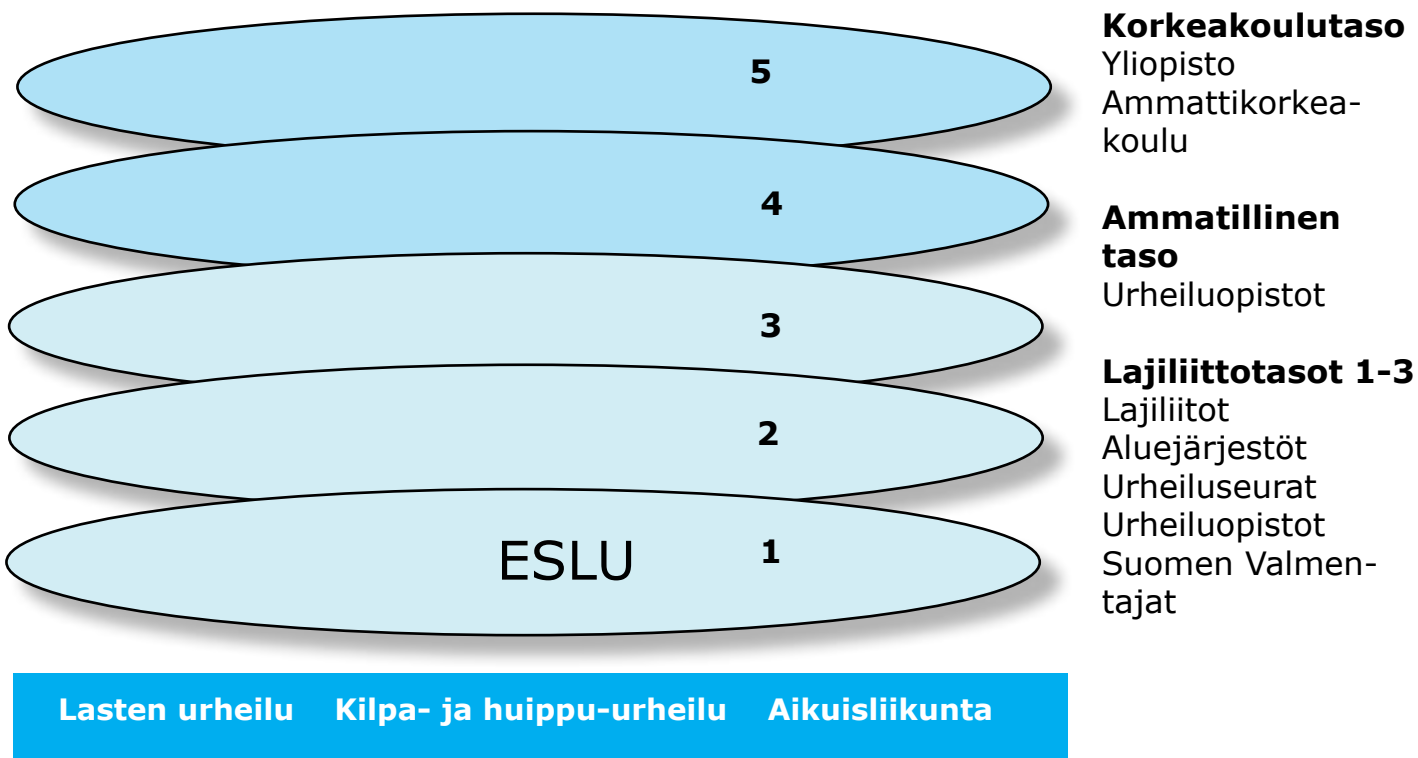 5
4
3
2
ESLU 1
Korkeakoulutaso
Yliopisto
Ammattikorkea-
koulu
Ammatillinen
taso
Urheiluopistot
Lajiliittotasot 1-3
Lajiliitot
Aluejärjestöt
Urheiluseurat
Urheiluopistot
Suomen Valmen-
tajat
Lasten urheilu Kilpa- ja huippu-urheilu Aikuisliikunta